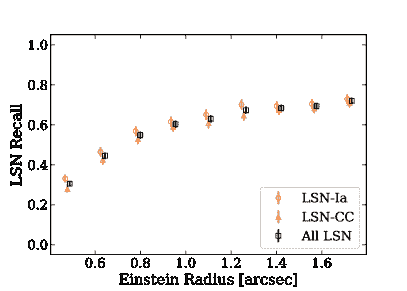 1.0
0.8
0.6
0.4
0.2
0.0
LSN Recall
LSN-Ia
LSN-CC
All LSN
0.6 0.8 1.0 1.2 1.4 1.6
Einstein Radius [arcsec]